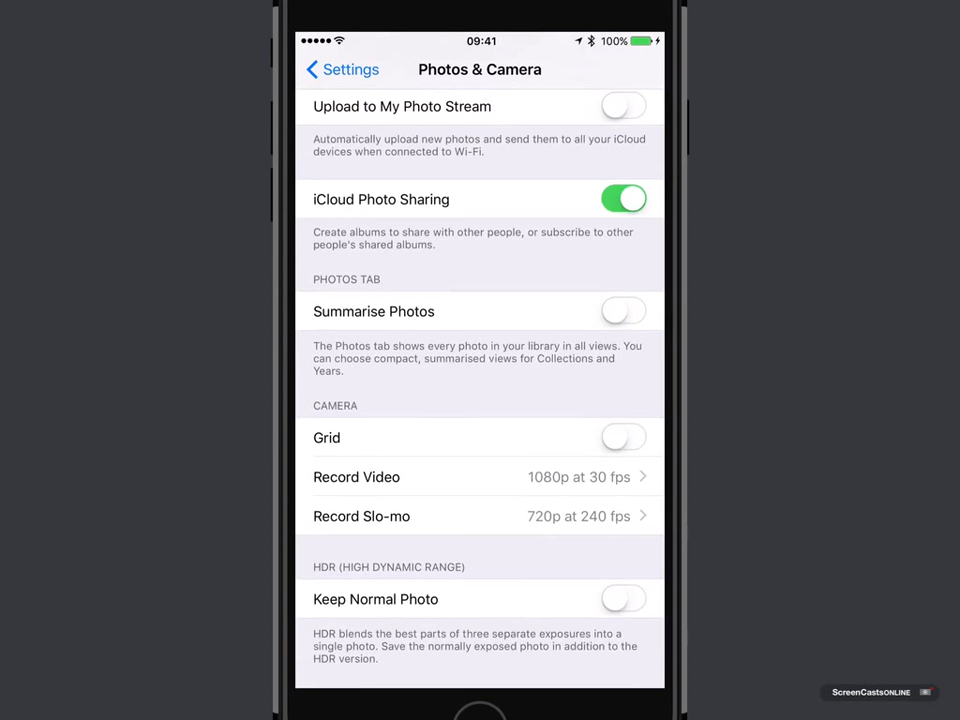 09:41
100%
Settings
Photos & Camera
Upload to My Photo Stream
Automatically upload new photos and send them to all your iCloud
devices when connected to Wi-Fi.
iCloud Photo Sharing
Create albums to share with other people, or subscribe to other
people's shared albums.
PHOTOS TAB
Summarise Photos
The Photos tab shows every photo in your library in all views. You
can choose compact, summarised views for Collections and
Years.
CAMERA
Grid
Record Video 1080p at 30 fps
Record Slo-mo 720p at 240 fps
HDR (HIGH DYNAMIC RANGE)
Keep Normal Photo
HDR blends the best parts of three separate exposures into a
single photo. Save the normally exposed photo in addition to the
HDR version.
ScreenCastsONLINE